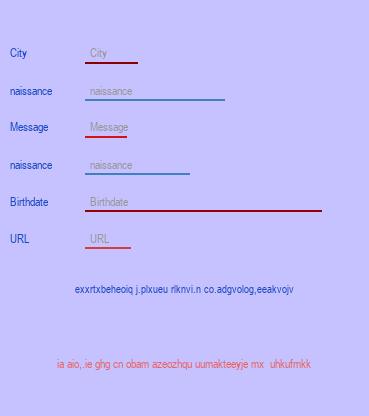 City City
naissance naissance
Message Message
naissance naissance
Birthdate Birthdate
URL URL
exxrtxbeheoiq j.plxueu rlknvi.n co.adgvolog,eeakvojv
ia aio,.ie ghg cn obam azeozhqu uumakteeyje mx uhkufmkk